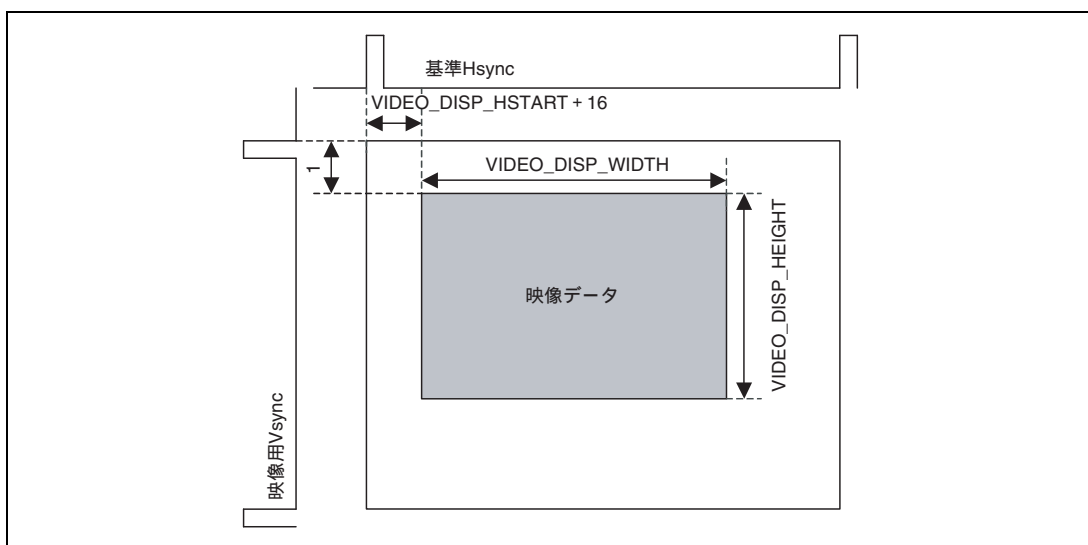 基準Hsync
VIDEO_DISP_HSTART + 16
1
VIDEO_DISP_WIDTH
VIDEO_DISP_HEIGHT
映像データ
映像用Vsync